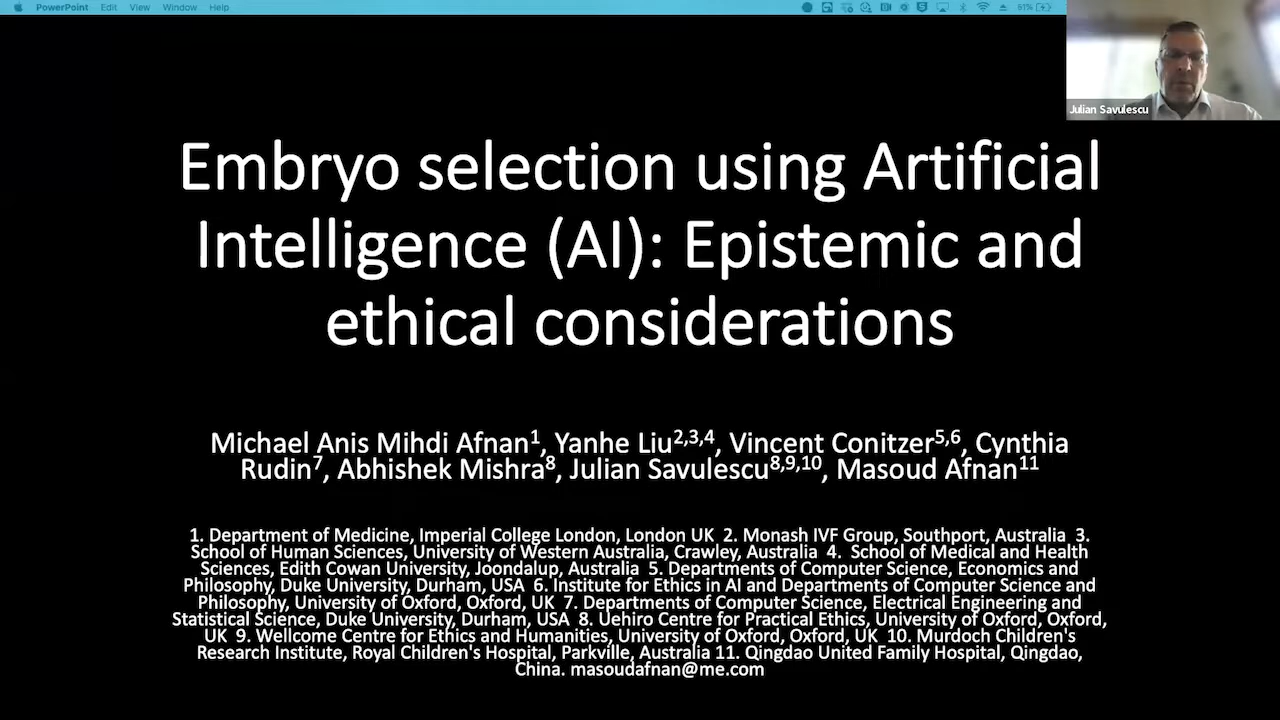 PowerPoint Edit View Window Help
61%
Julian Savulescu
Embryo selection using Artificial
Intelligence (AI): Epistemic and
ethical considerations
Michael Anis Mihdi Afnan1, Yanhe Liu2,3,4, Vincent Conitzer5,6, Cynthia
Rudin7, Abhishek Mishra8, Julian Savulescu8,9,10, Masoud Afnan11
1. Department of Medicine, Imperial College London, London UK 2. Monash IVF Group, Southport, Australia 3.
School of Human Sciences, University of Western Australia, Crawley, Australia 4. School of Medical and Health
Sciences, Edith Cowan University, Joondalup, Australia 5. Departments of Computer Science, Economics and
Philosophy, Duke University, Durham, USA 6. Institute for Ethics in AI and Departments of Computer Science and
Philosophy, University of Oxford, Oxford, UK 7. Departments of Computer Science, Electrical Engineering and
Statistical Science, Duke University, Durham, USA 8. Uehiro Centre for Practical Ethics, University of Oxford, Oxford,
UK 9. Wellcome Centre for Ethics and Humanities, University of Oxford, Oxford, UK 10. Murdoch Children's
Research Institute, Royal Children's Hospital, Parkville, Australia 11. Qingdao United Family Hospital, Qingdao,
China. masoudafnan@me.com